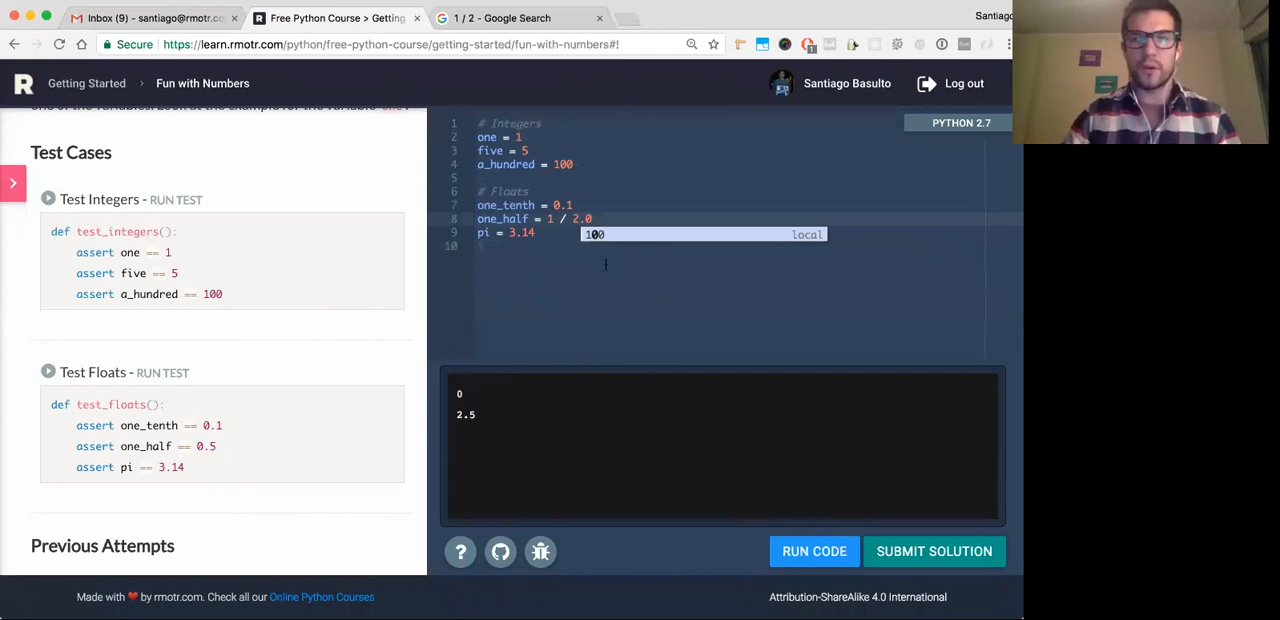 Inbox (9) - santiago@rmotr.co
Free Python Course > Getting
1 / 2 - Google Search
Santiag
Secure
https://learn.rmotr.com/python/free-python-course/getting-started/fun-with-numbers#!
R
Getting Started > Fun with Numbers
Santiago Basulto
Log out
Test Cases
Test Integers - RUN TEST
def test_integers():
assert one == 1
assert five == 5
assert a_hundred == 100
Test Floats - RUN TEST
def test_floats():
assert one_tenth == 0.1
assert one_half == 0.5
assert pi == 3.14
Previous Attempts
PYTHON 2.7
1 # Integers
2 one = 1
3 five = 5
4 a_hundred = 100
5
6 # Floats
7 one_tenth = 0.1
8 one_half = 1 / 2.0
9 pi = 3.14
10
100 local
0
2.5
?
RUN CODE
SUBMIT SOLUTION
Made with ❤ by rmotr.com. Check all our Online Python Courses
Attribution-ShareAlike 4.0 International